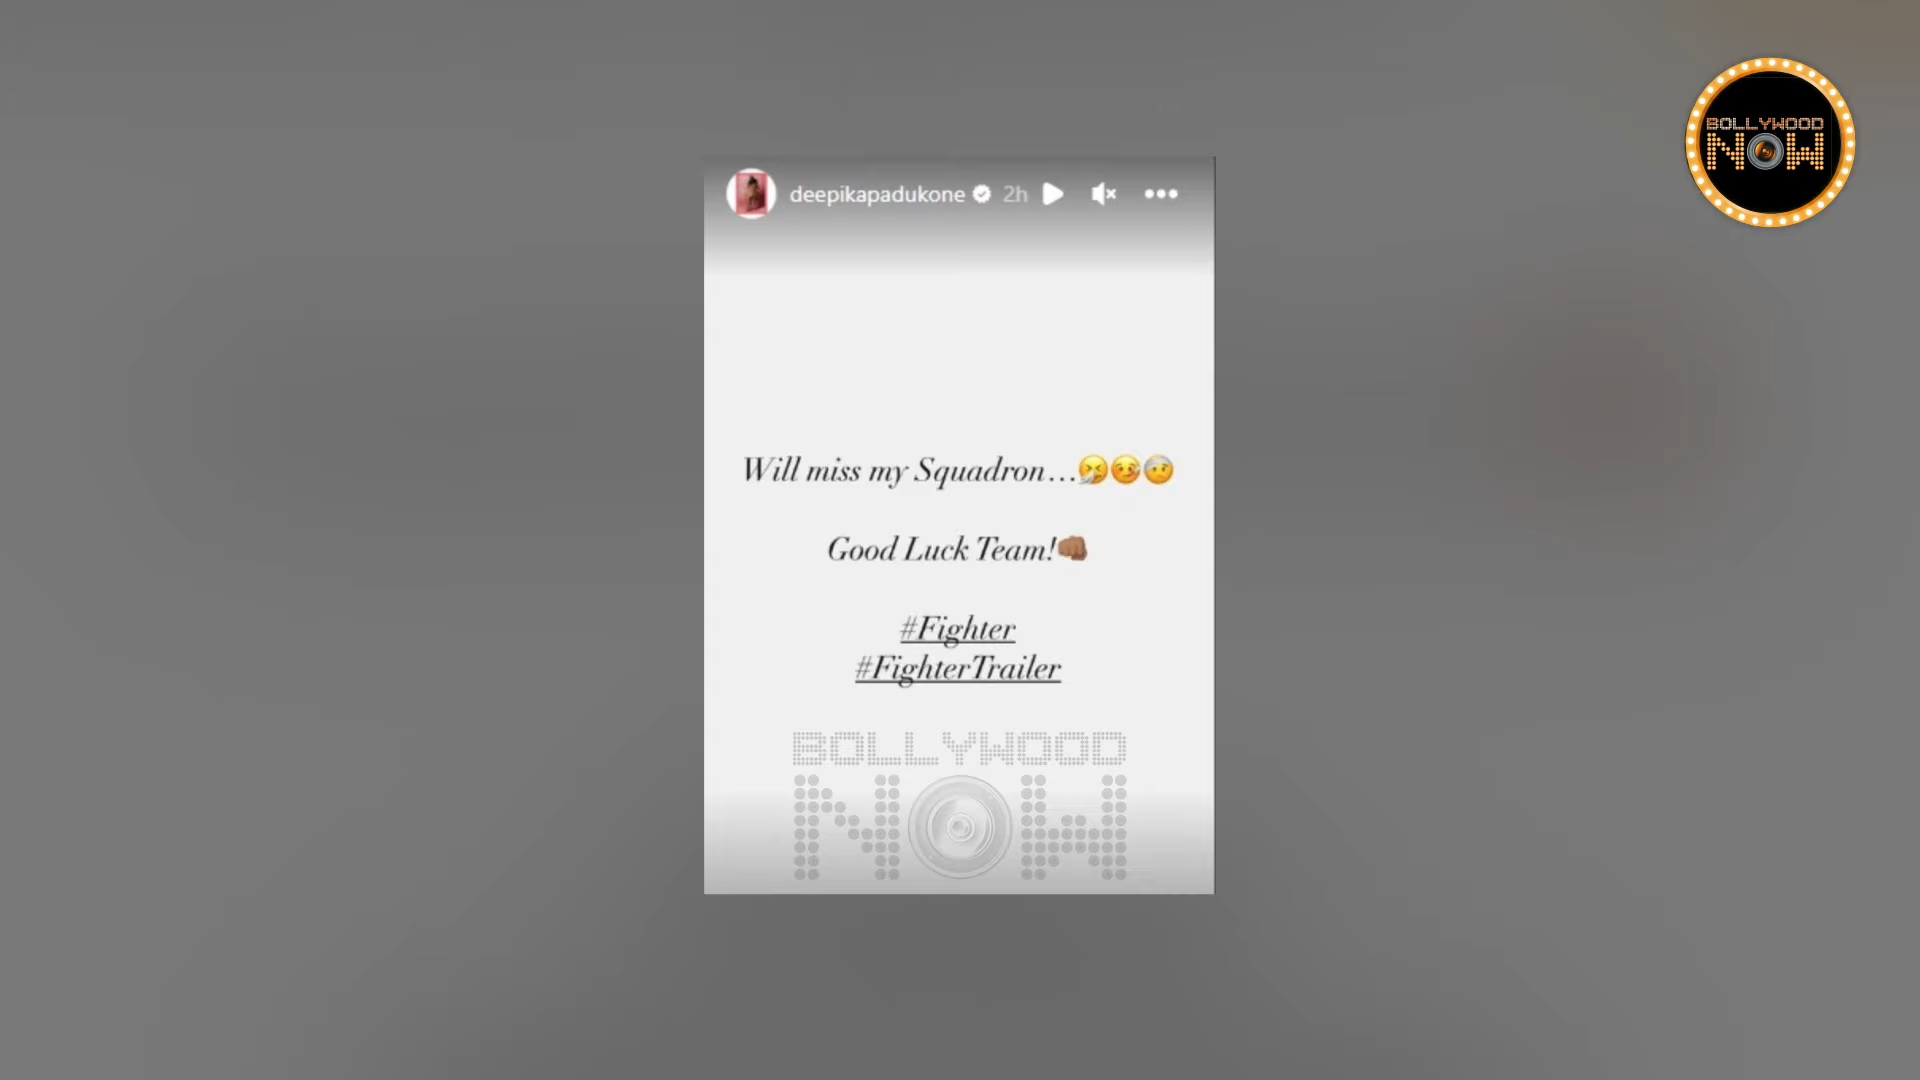 BOLLYWOOD
NOW
deepikapadukone 2h
Will miss my Squadron...🤧🤒🤕
Good Luck Team!👊🏽
#Fighter
#FighterTrailer
BOLLYWOOD
NOW